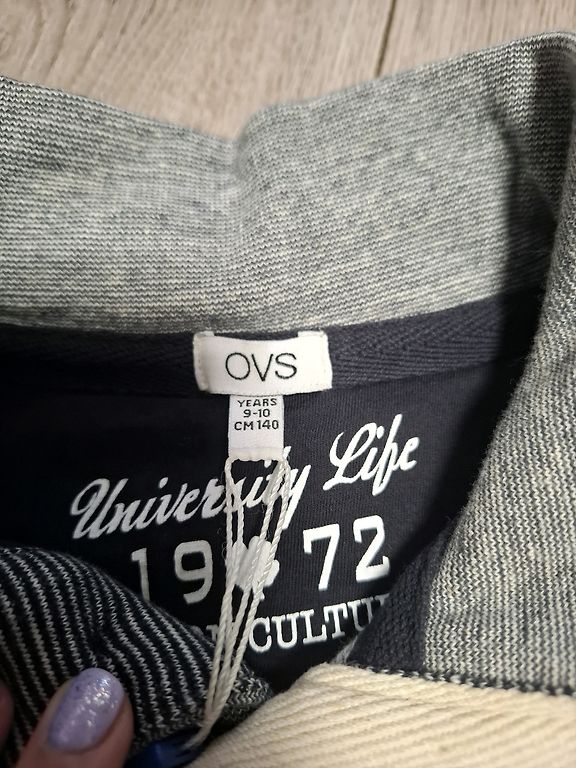 OVS
YEARS
9-10
CM 140
University Life
19 72
CULTU